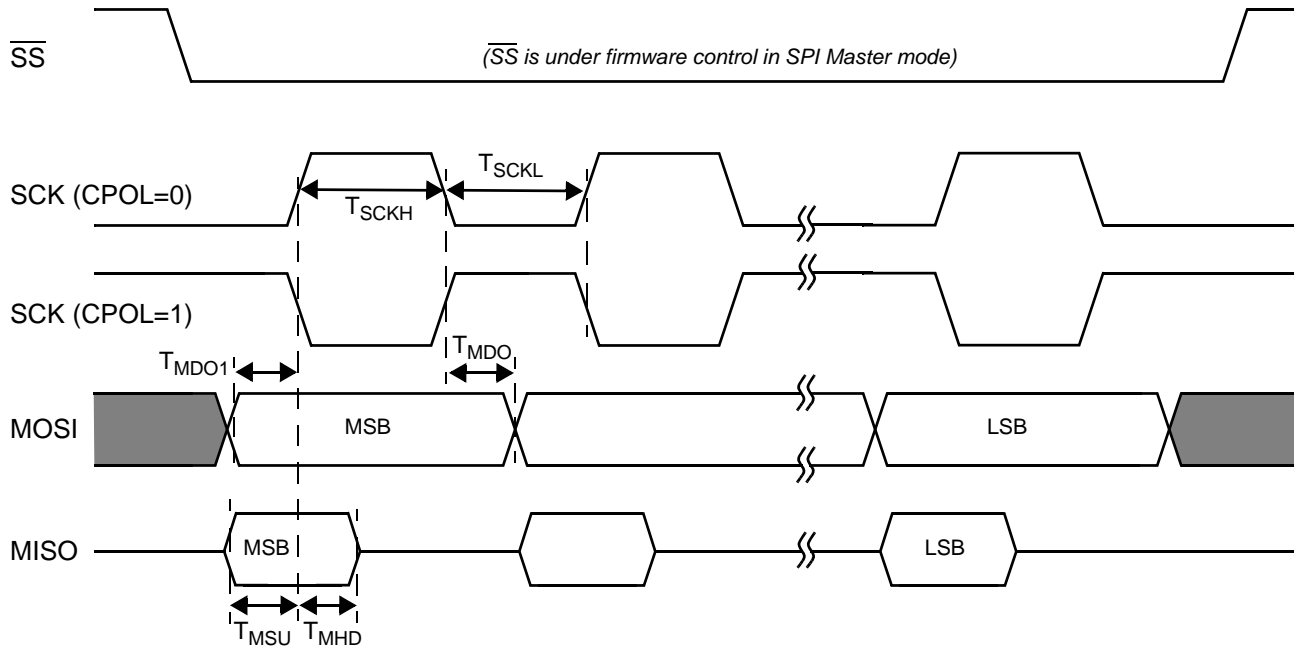 SS
(SS is under firmware control in SPI Master mode)
SCK (CPOL=0)
TSCKH
TSCKL
SCK (CPOL=1)
TMDO1
TMDO
MOSI
MSB
LSB
MISO
MSB
LSB
TMSU
TMHD